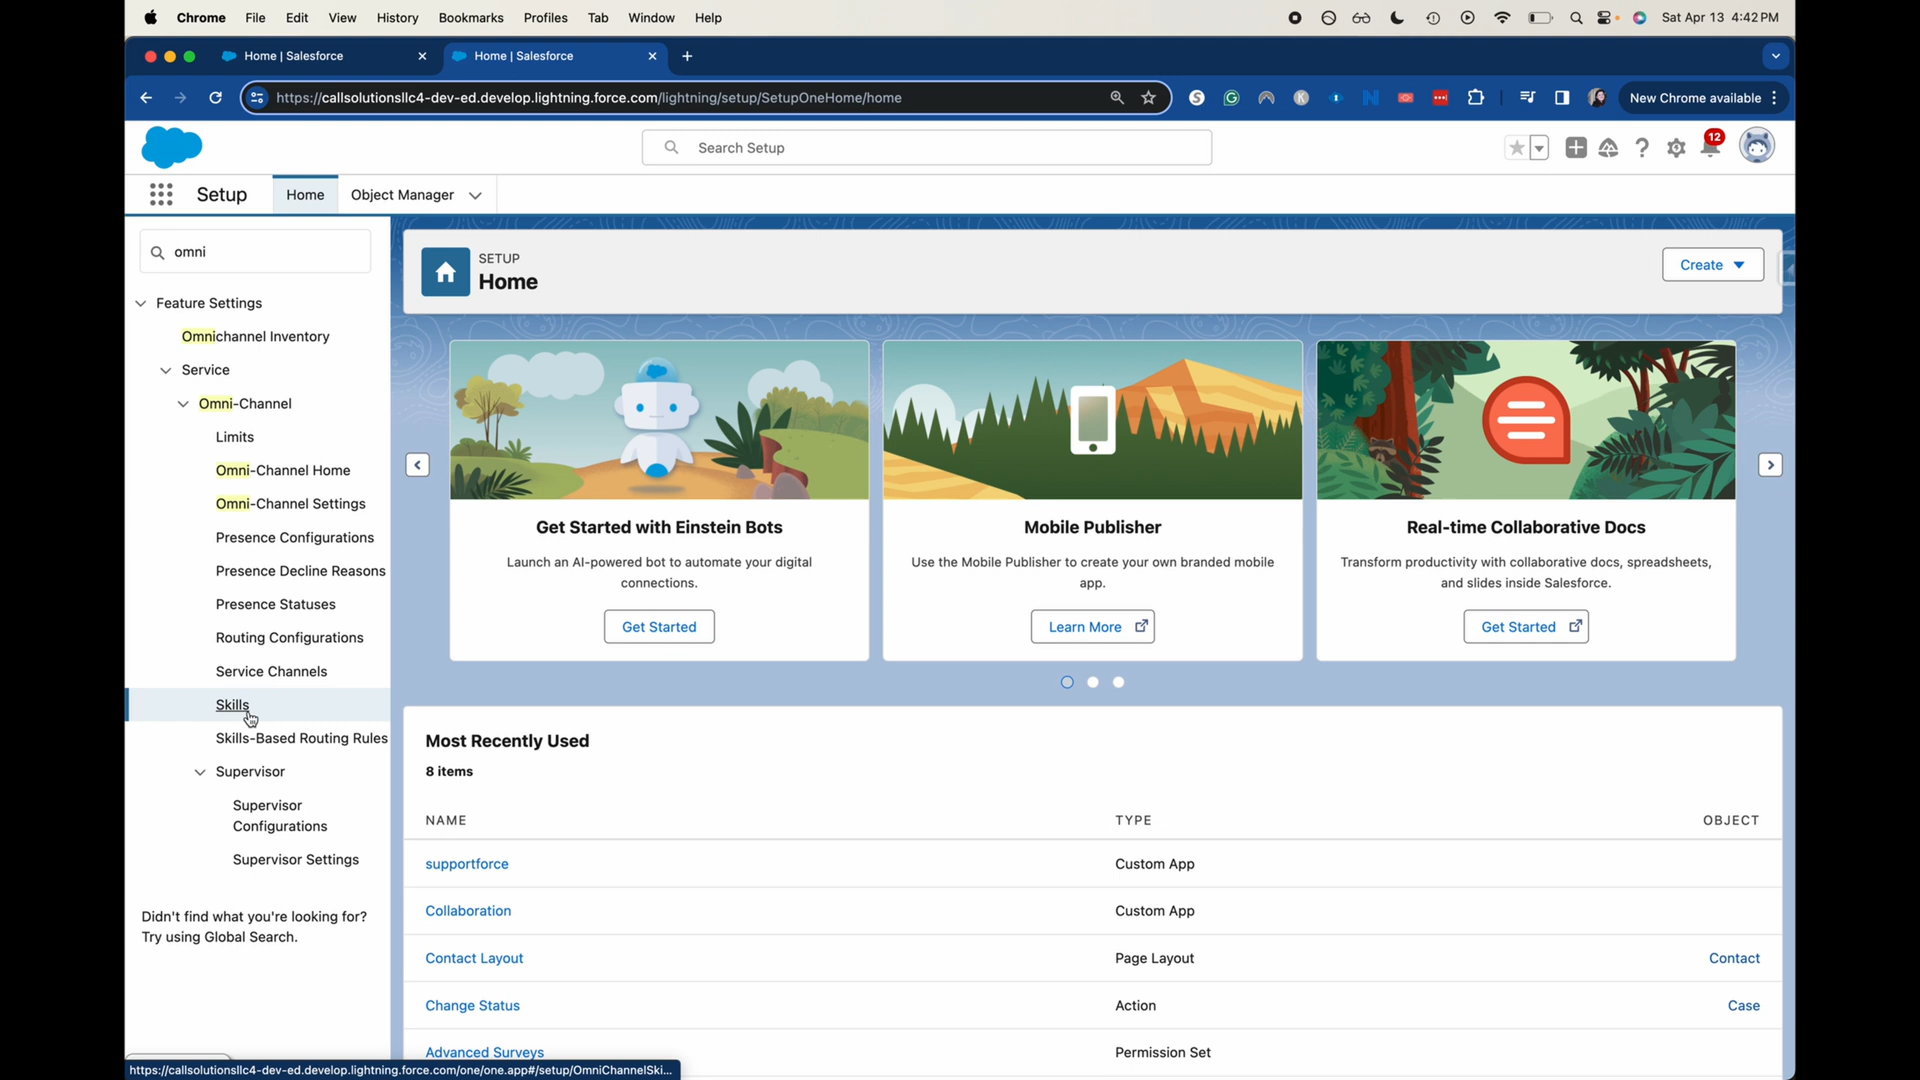 Chrome File Edit View History Bookmarks Profiles Tab Window Help
Sat Apr 13 4:42 PM
Home | Salesforce
Home | Salesforce
https://callsolutionsllc4-dev-ed.develop.lightning.force.com/lightning/setup/SetupOneHome/home
New Chrome available
Search Setup
12
Setup
Home
Object Manager
omni
Feature Settings
Omnichannel Inventory
Service
Omni-Channel
Limits
Omni-Channel Home
Omni-Channel Settings
Presence Configurations
Presence Decline Reasons
Presence Statuses
Routing Configurations
Service Channels
Skills
Skills-Based Routing Rules
Supervisor
Supervisor
Configurations
Supervisor Settings
Didn't find what you're looking for?
Try using Global Search.
SETUP
Home
Create
Get Started with Einstein Bots
Launch an AI-powered bot to automate your digital
connections.
Get Started
Mobile Publisher
Use the Mobile Publisher to create your own branded mobile
app.
Learn More
Real-time Collaborative Docs
Transform productivity with collaborative docs, spreadsheets,
and slides inside Salesforce.
Get Started
Most Recently Used
8 items
NAME TYPE OBJECT
supportforce Custom App
Collaboration Custom App
Contact Layout Page Layout Contact
Change Status Action Case
Advanced Surveys Permission Set
https://callsolutionsllc4-dev-ed.develop.lightning.force.com/one/one.app#/setup/OmniChannelSki...